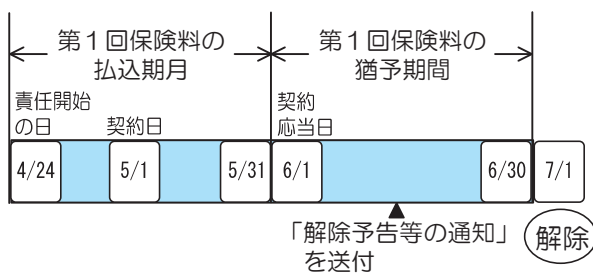 第１回保険料の
払込期月
第１回保険料の
猶予期間
責任開始
の日
契約日
契約
応当日
4/24
5/1
5/31
6/1
6/30
7/1
「解除予告等の通知」
を送付
解除